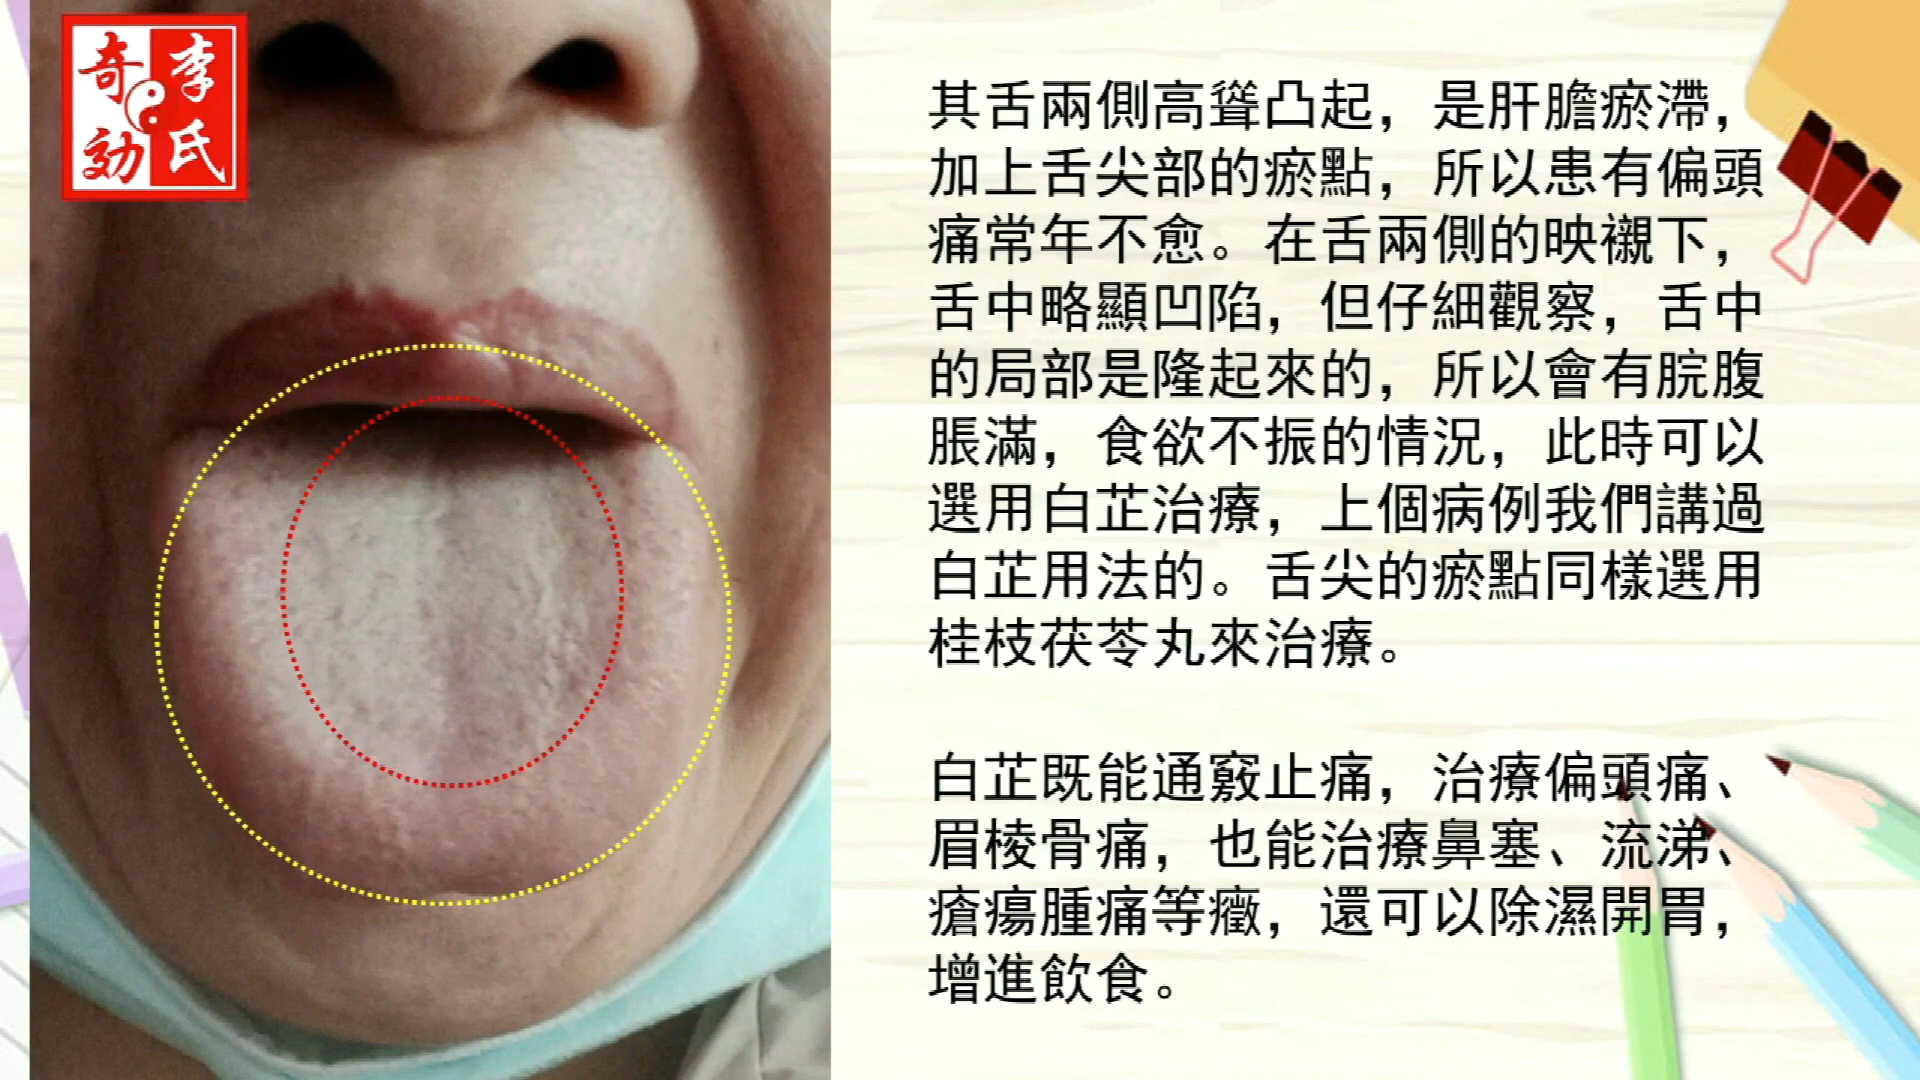 李氏
奇効
其舌兩側高聳凸起，是肝膽瘀滯，
加上舌尖部的瘀點，所以患有偏頭
痛常年不愈。在舌兩側的映襯下，
舌中略顯凹陷，但仔細觀察，舌中
的局部是隆起來的，所以會有脘腹
脹滿，食欲不振的情況，此時可以
選用白芷治療，上個病例我們講過
白芷用法的。舌尖的瘀點同樣選用
桂枝茯苓丸來治療。
白芷既能通竅止痛，治療偏頭痛、
眉棱骨痛，也能治療鼻塞、流涕、
瘡瘍腫痛等癥，還可以除濕開胃，
增進飲食。